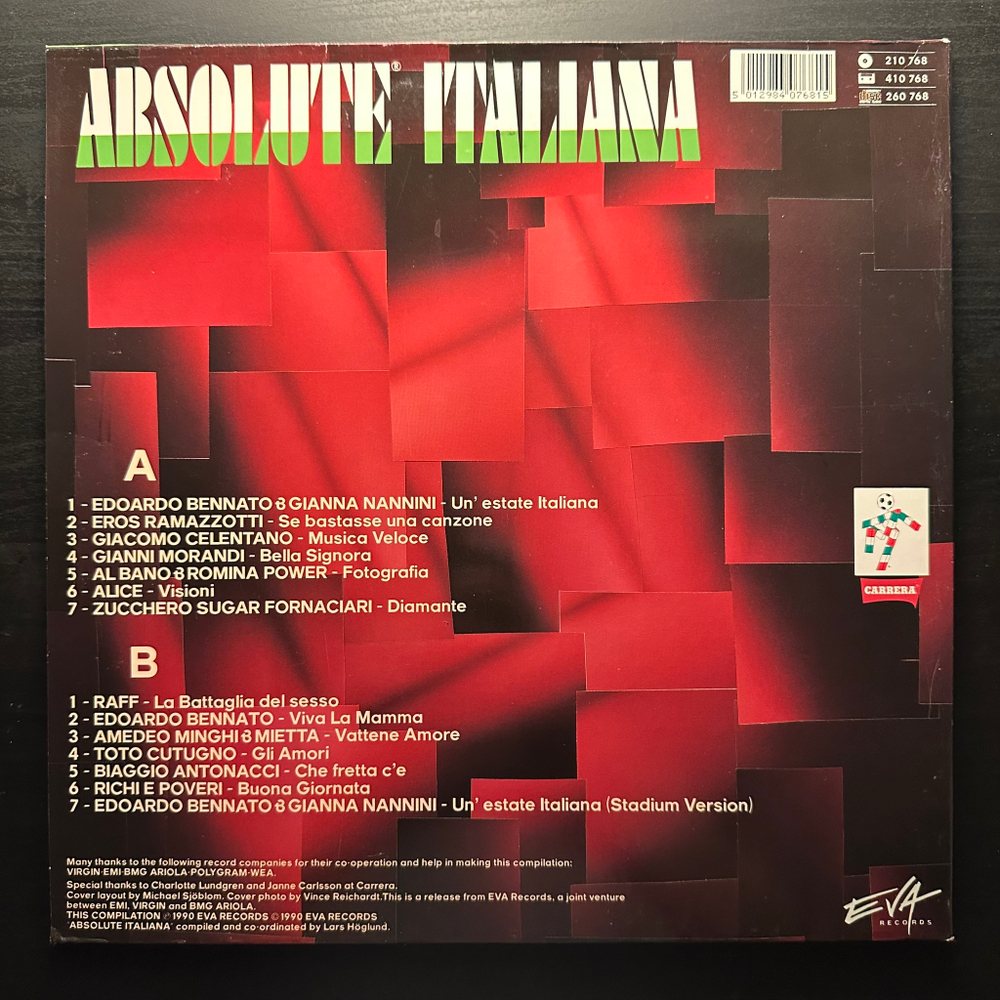 ABSOLUTE® ITALIANA
5 012984 076815
210 768
410 768
260 768
A
1 - EDOARDO BENNATO & GIANNA NANNINI - Un' estate Italiana
2 - EROS RAMAZZOTTI - Se bastasse una canzone
3 - GIACOMO CELENTANO - Musica Veloce
4 - GIANNI MORANDI - Bella Signora
5 - AL BANO & ROMINA POWER - Fotografia
6 - ALICE - Visioni
7 - ZUCCHERO SUGAR FORNACIARI - Diamante
CARRERA
B
1 - RAFF - La Battaglia del sesso
2 - EDOARDO BENNATO - Viva La Mamma
3 - AMEDEO MINGHI & MIETTA - Vattene Amore
4 - TOTO CUTUGNO - Gli Amori
5 - BIAGGIO ANTONACCI - Che fretta c'e
6 - RICHI E POVERI - Buona Giornata
7 - EDOARDO BENNATO & GIANNA NANNINI - Un' estate Italiana (Stadium Version)
Many thanks to the following record companies for their co-operation and help in making this compilation:
VIRGIN·EMI·BMG ARIOLA·POLYGRAM·WEA.
Special thanks to Charlotte Lundgren and Janne Carlsson at Carrera.
Cover layout by Michael Sjöblom. Cover photo by Vince Reichardt.This is a release from EVA Records, a joint venture
between EMI, VIRGIN and BMG ARIOLA.
THIS COMPILATION ℗ 1990 EVA RECORDS © 1990 EVA RECORDS
'ABSOLUTE ITALIANA' compiled and co-ordinated by Lars Höglund.
EVA
RECORDS